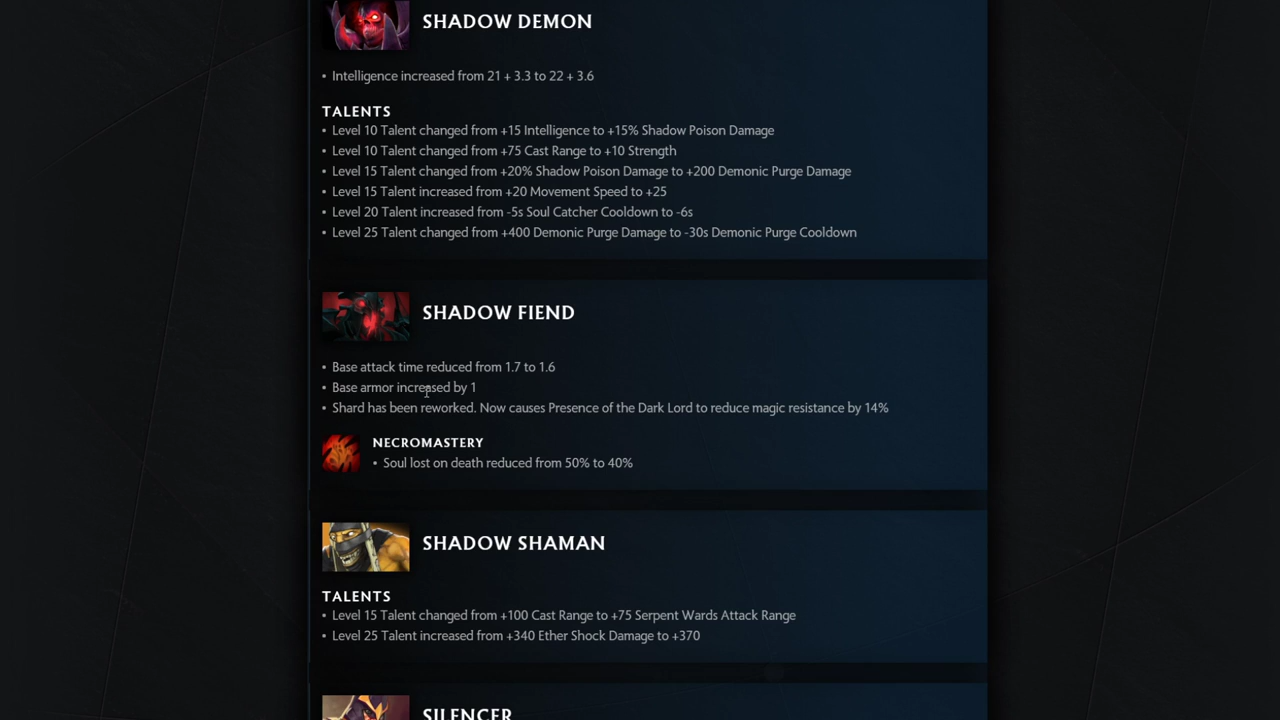 SHADOW DEMON
• Intelligence increased from 21 + 3.3 to 22 + 3.6
TALENTS
• Level 10 Talent changed from +15 Intelligence to +15% Shadow Poison Damage
• Level 10 Talent changed from +75 Cast Range to +10 Strength
• Level 15 Talent changed from +20% Shadow Poison Damage to +200 Demonic Purge Damage
• Level 15 Talent increased from +20 Movement Speed to +25
• Level 20 Talent increased from -5s Soul Catcher Cooldown to -6s
• Level 25 Talent changed from +400 Demonic Purge Damage to -30s Demonic Purge Cooldown
SHADOW FIEND
• Base attack time reduced from 1.7 to 1.6
• Base armor increased by 1
• Shard has been reworked. Now causes Presence of the Dark Lord to reduce magic resistance by 14%
NECROMASTERY
• Soul lost on death reduced from 50% to 40%
SHADOW SHAMAN
TALENTS
• Level 15 Talent changed from +100 Cast Range to +75 Serpent Wards Attack Range
• Level 25 Talent increased from +340 Ether Shock Damage to +370
SILENCER